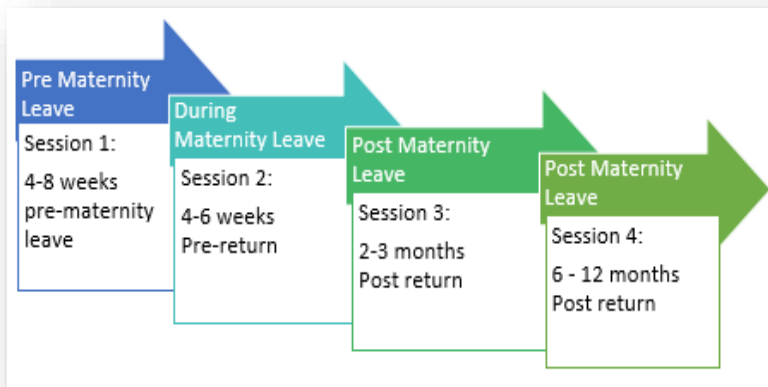 Pre Maternity
Leave
Session 1:
4-8 weeks
pre-maternity
leave
During
Maternity Leave
Session 2:
4-6 weeks
Pre-return
Post Maternity
Leave
Session 3:
2-3 months
Post return
Post Maternity
Leave
Session 4:
6 - 12 months
Post return